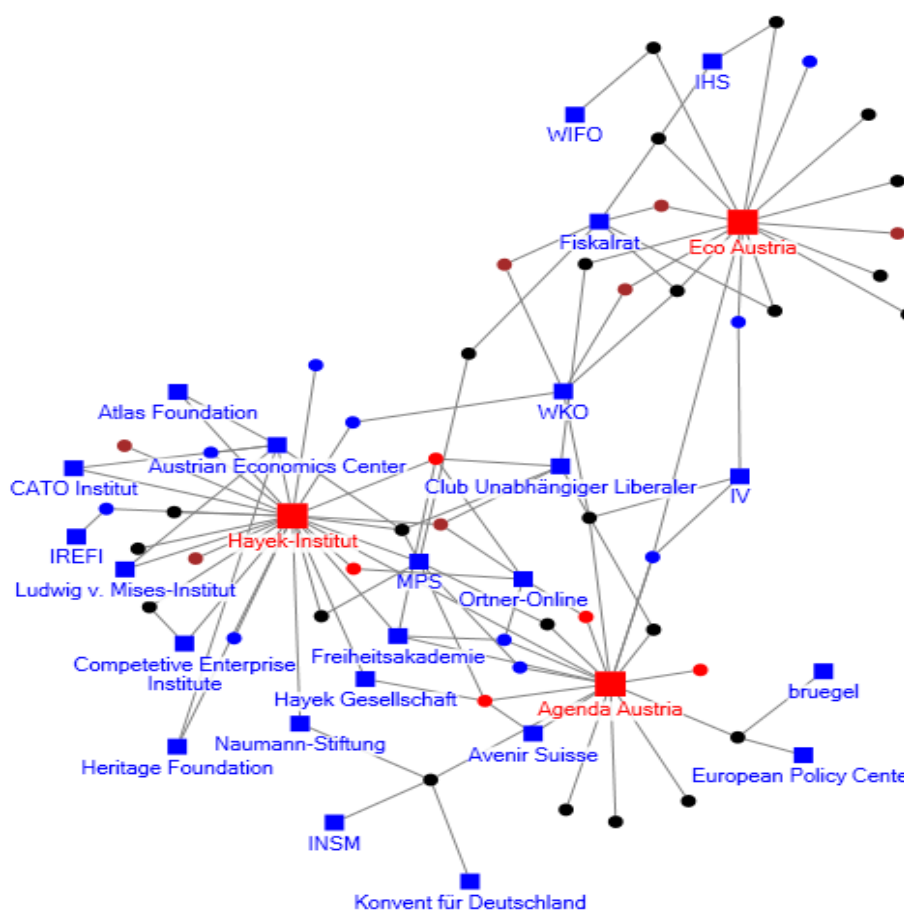 IHS
WIFO
Fiskalrat
Eco Austria
Atlas Foundation
WKO
Austrian Economics Center
CATO Institut
Club Unabhängiger Liberaler
IV
Hayek-Institut
IREFI
Ludwig v. Mises-Institut
MPS
Ortner-Online
Freiheitsakademie
Competetive Enterprise
Institute
Hayek Gesellschaft
bruegel
Agenda Austria
Naumann-Stiftung
Avenir Suisse
Heritage Foundation
European Policy Cente
INSM
Konvent für Deutschland